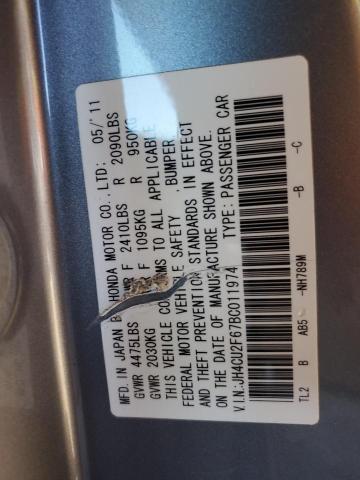 MFD. IN JAPAN B HONDA MOTOR CO., LTD: 05/'11
GVWR 4475LBS F 2410LBS R 2090LBS
GVWR 2030KG F 1095KG R 950KG
THIS VEHICLE CO MS TO ALL APPLICABLE
FEDERAL MOTOR VEHICLE SAFETY , BUMPER,
AND THEFT PREVENTION STANDARDS IN EFFECT
ON THE DATE OF MANUFACTURE SHOWN ABOVE.
V.I.N.:JH4CU2F67BC011974 TYPE: PASSENGER CAR
TL2 B AB5 -NH789M -B -C